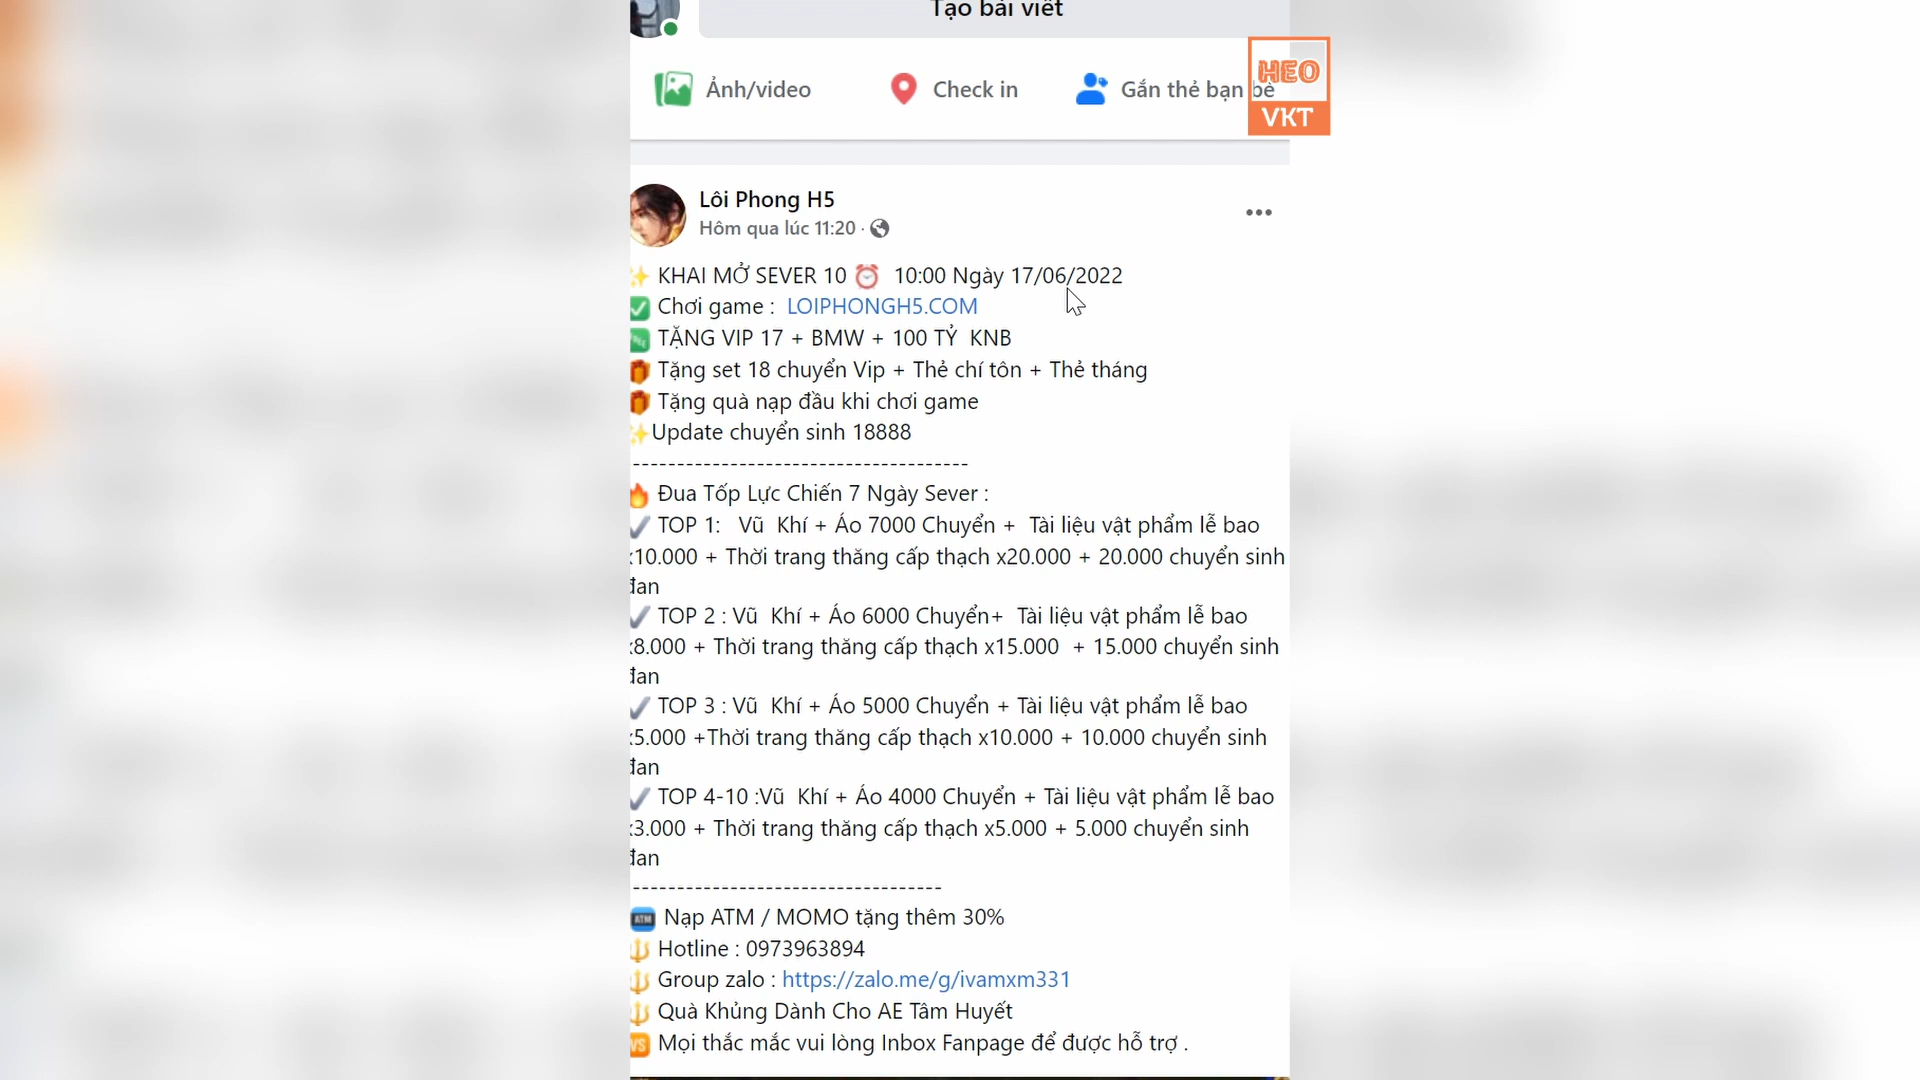 Tạo bài viết
Ảnh/video
Check in
Gắn thẻ bạn bè
HEO
VKT
Lôi Phong H5
Hôm qua lúc 11:20 ·
KHAI MỞ SEVER 10 ⏰ 10:00 Ngày 17/06/2022
Chơi game : LOIPHONGH5.COM
TẶNG VIP 17 + BMW + 100 TỶ KNB
Tặng set 18 chuyển Vip + Thẻ chí tôn + Thẻ tháng
Tặng quà nạp đầu khi chơi game
✨Update chuyển sinh 18888
--------------------------------------
Đua Tốp Lực Chiến 7 Ngày Sever :
TOP 1: Vũ Khí + Áo 7000 Chuyển + Tài liệu vật phẩm lễ bao
x10.000 + Thời trang thăng cấp thạch x20.000 + 20.000 chuyển sinh
đan
TOP 2 : Vũ Khí + Áo 6000 Chuyển+ Tài liệu vật phẩm lễ bao
x8.000 + Thời trang thăng cấp thạch x15.000 + 15.000 chuyển sinh
đan
TOP 3 : Vũ Khí + Áo 5000 Chuyển + Tài liệu vật phẩm lễ bao
x5.000 +Thời trang thăng cấp thạch x10.000 + 10.000 chuyển sinh
đan
TOP 4-10 :Vũ Khí + Áo 4000 Chuyển + Tài liệu vật phẩm lễ bao
x3.000 + Thời trang thăng cấp thạch x5.000 + 5.000 chuyển sinh
đan
-----------------------------------
Nạp ATM / MOMO tặng thêm 30%
Hotline : 0973963894
Group zalo : https://zalo.me/g/ivamxm331
Quà Khủng Dành Cho AE Tâm Huyết
Mọi thắc mắc vui lòng Inbox Fanpage để được hỗ trợ .